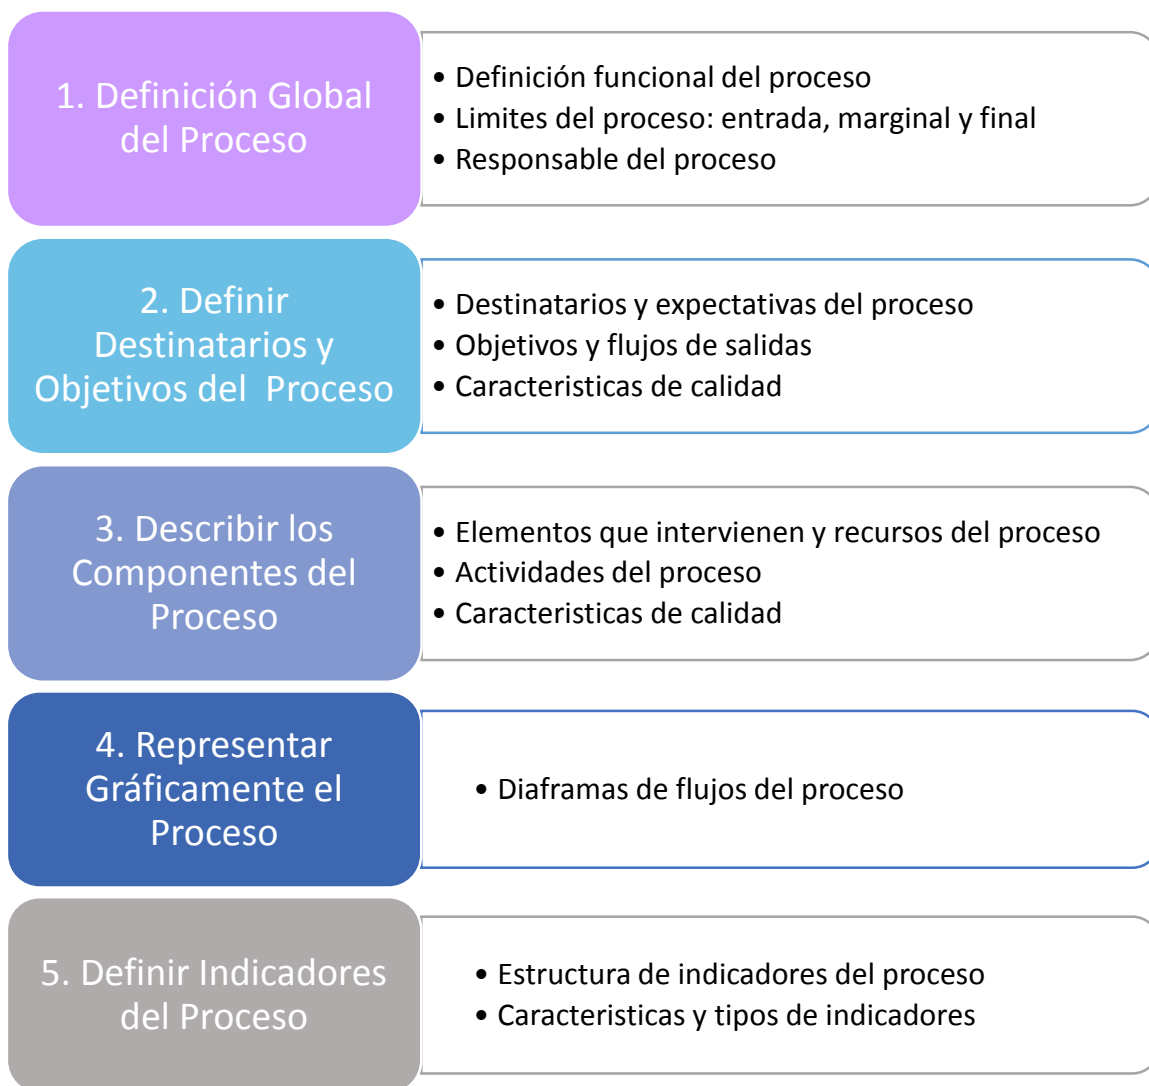 1. Definición Global
del Proceso
• Definición funcional del proceso
• Limites del proceso: entrada, marginal y final
• Responsable del proceso
2. Definir
Destinatarios y
Objetivos del Proceso
• Destinatarios y expectativas del proceso
• Objetivos y flujos de salidas
• Caracteristicas de calidad
3. Describir los
Componentes del
Proceso
• Elementos que intervienen y recursos del proceso
• Actividades del proceso
• Caracteristicas de calidad
4. Representar
Gráficamente el
Proceso
• Diaframas de flujos del proceso
5. Definir Indicadores
del Proceso
• Estructura de indicadores del proceso
• Caracteristicas y tipos de indicadores